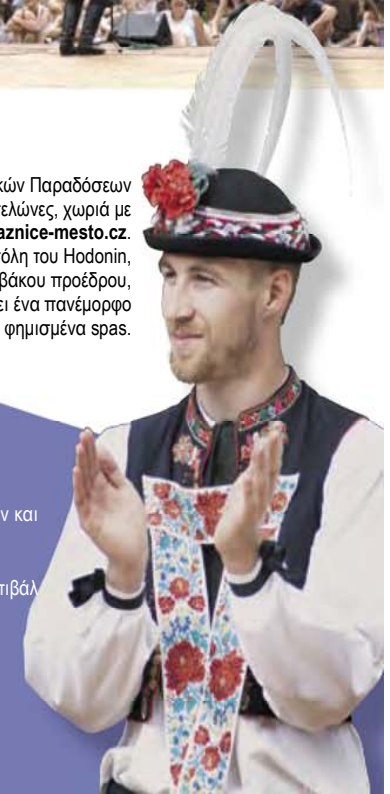 κών Παραδόσεων
ελώνες, χωριά με
aznice-mesto.cz.
όλη του Hodonin,
βάκου προέδρου,
ει ένα πανέμορφο
φημισμένα spas.
ν και
τιβάλ